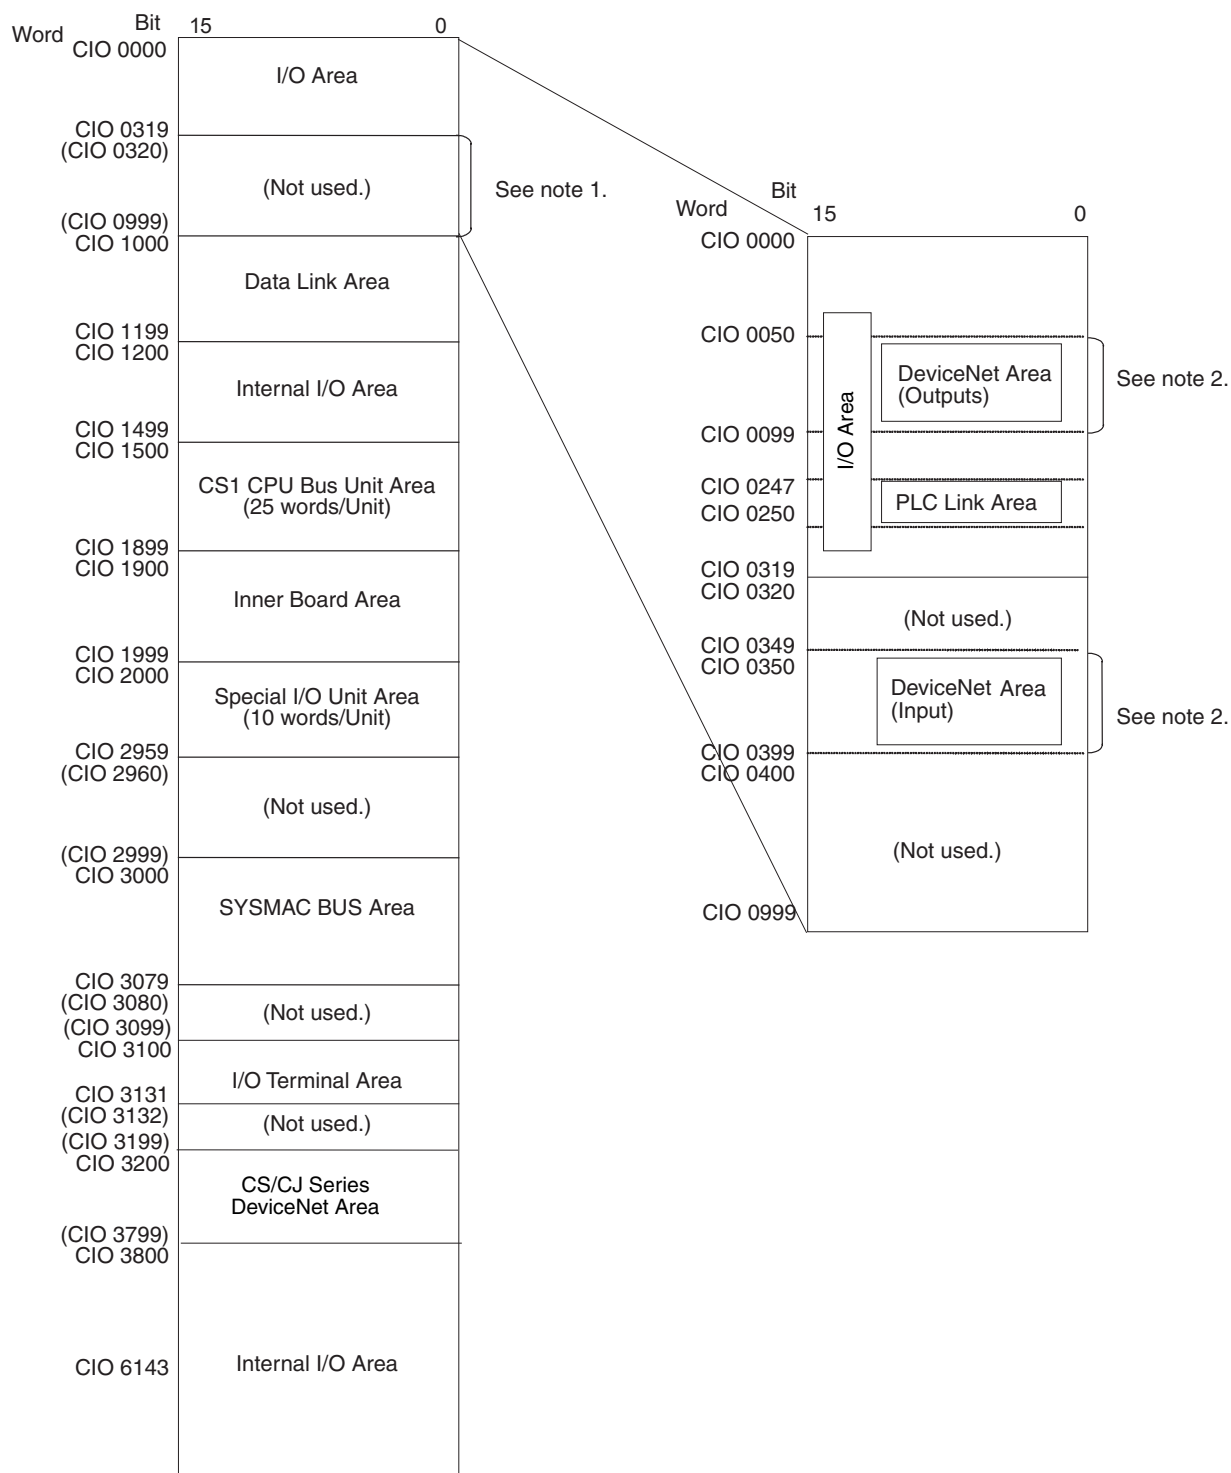 Bit
Word
15
0
CIO 0000
I/O Area
CIO 0319
(CIO 0320)
(Not used.)
See note 1.
(CIO 0999)
CIO 1000
Data Link Area
CIO 1199
CIO 1200
Internal I/O Area
CIO 1499
CIO 1500
CS1 CPU Bus Unit Area
(25 words/Unit)
CIO 1899
CIO 1900
Inner Board Area
CIO 1999
CIO 2000
Special I/O Unit Area
(10 words/Unit)
CIO 2959
(CIO 2960)
(Not used.)
(CIO 2999)
CIO 3000
SYSMAC BUS Area
CIO 3079
(CIO 3080)
(Not used.)
(CIO 3099)
CIO 3100
I/O Terminal Area
CIO 3131
(CIO 3132)
(Not used.)
(CIO 3199)
CIO 3200
CS/CJ Series
DeviceNet Area
(CIO 3799)
CIO 3800
Internal I/O Area
CIO 6143
Bit
Word
15
0
CIO 0000
CIO 0050
I/O Area
DeviceNet Area
(Outputs)
See note 2.
CIO 0099
CIO 0247
PLC Link Area
CIO 0250
CIO 0319
CIO 0320
(Not used.)
CIO 0349
CIO 0350
DeviceNet Area
(Input)
See note 2.
CIO 0399
CIO 0400
(Not used.)
CIO 0999